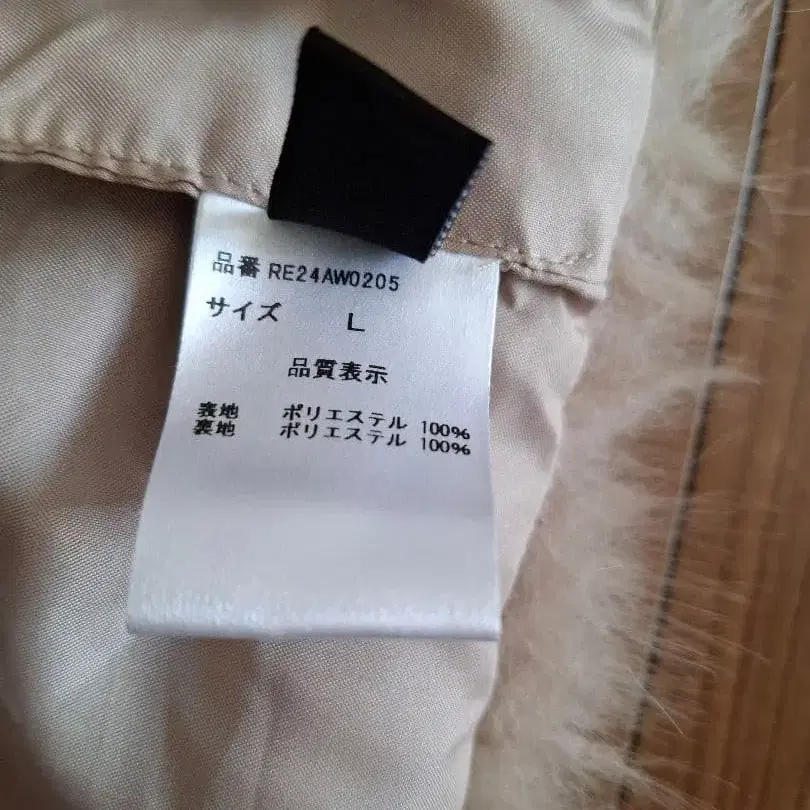 品番 RE24AW0205
サイズ L
品質表示
表地 ポリエステル 100%
裏地 ポリエステル 100%